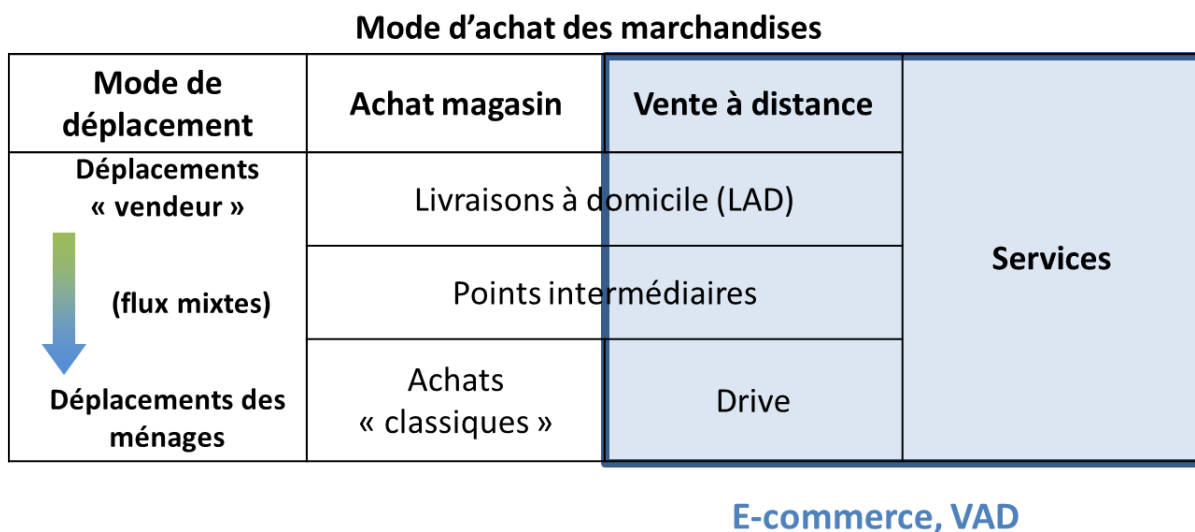 Mode d’achat des marchandises
Mode de
déplacement
Achat magasin
Vente à distance
Déplacements
« vendeur »
Livraisons à domicile (LAD)
Services
(flux mixtes)
Points intermédiaires
Déplacements des
ménages
Achats
« classiques »
Drive
E-commerce, VAD